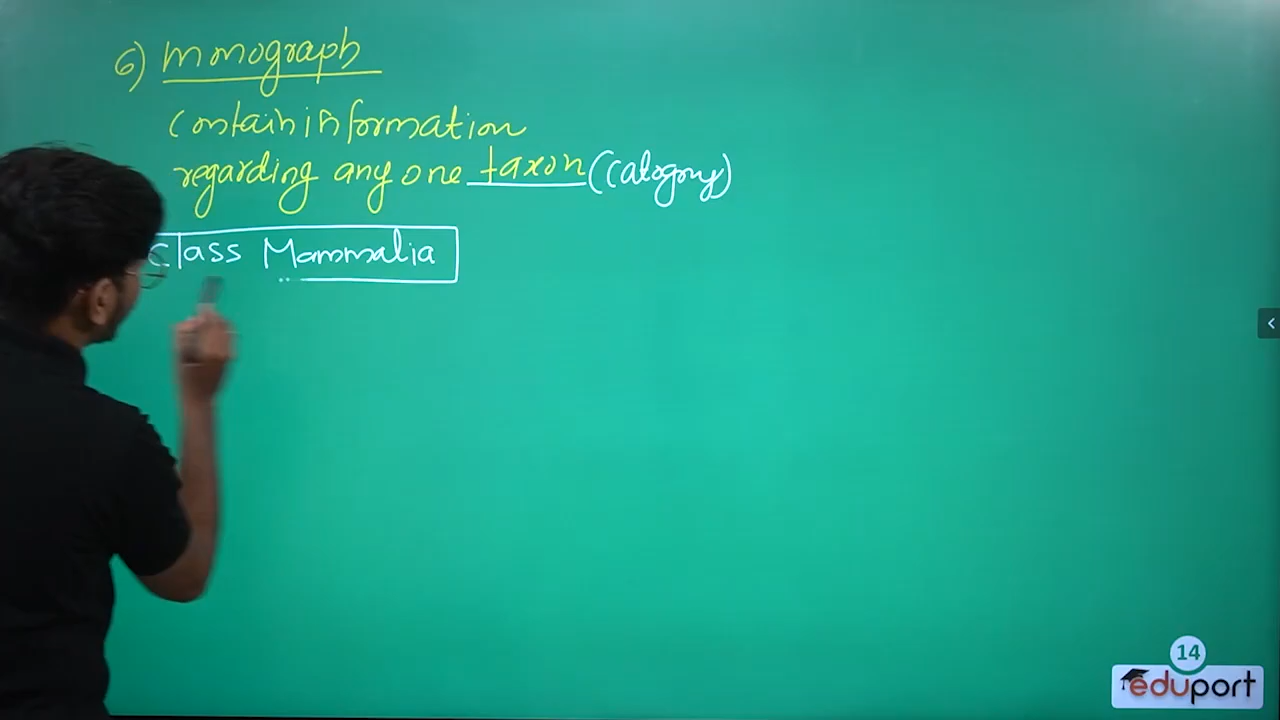 6) Monograph
Contain information
regarding any one taxon (Category)
Class Mammalia
14
eduport